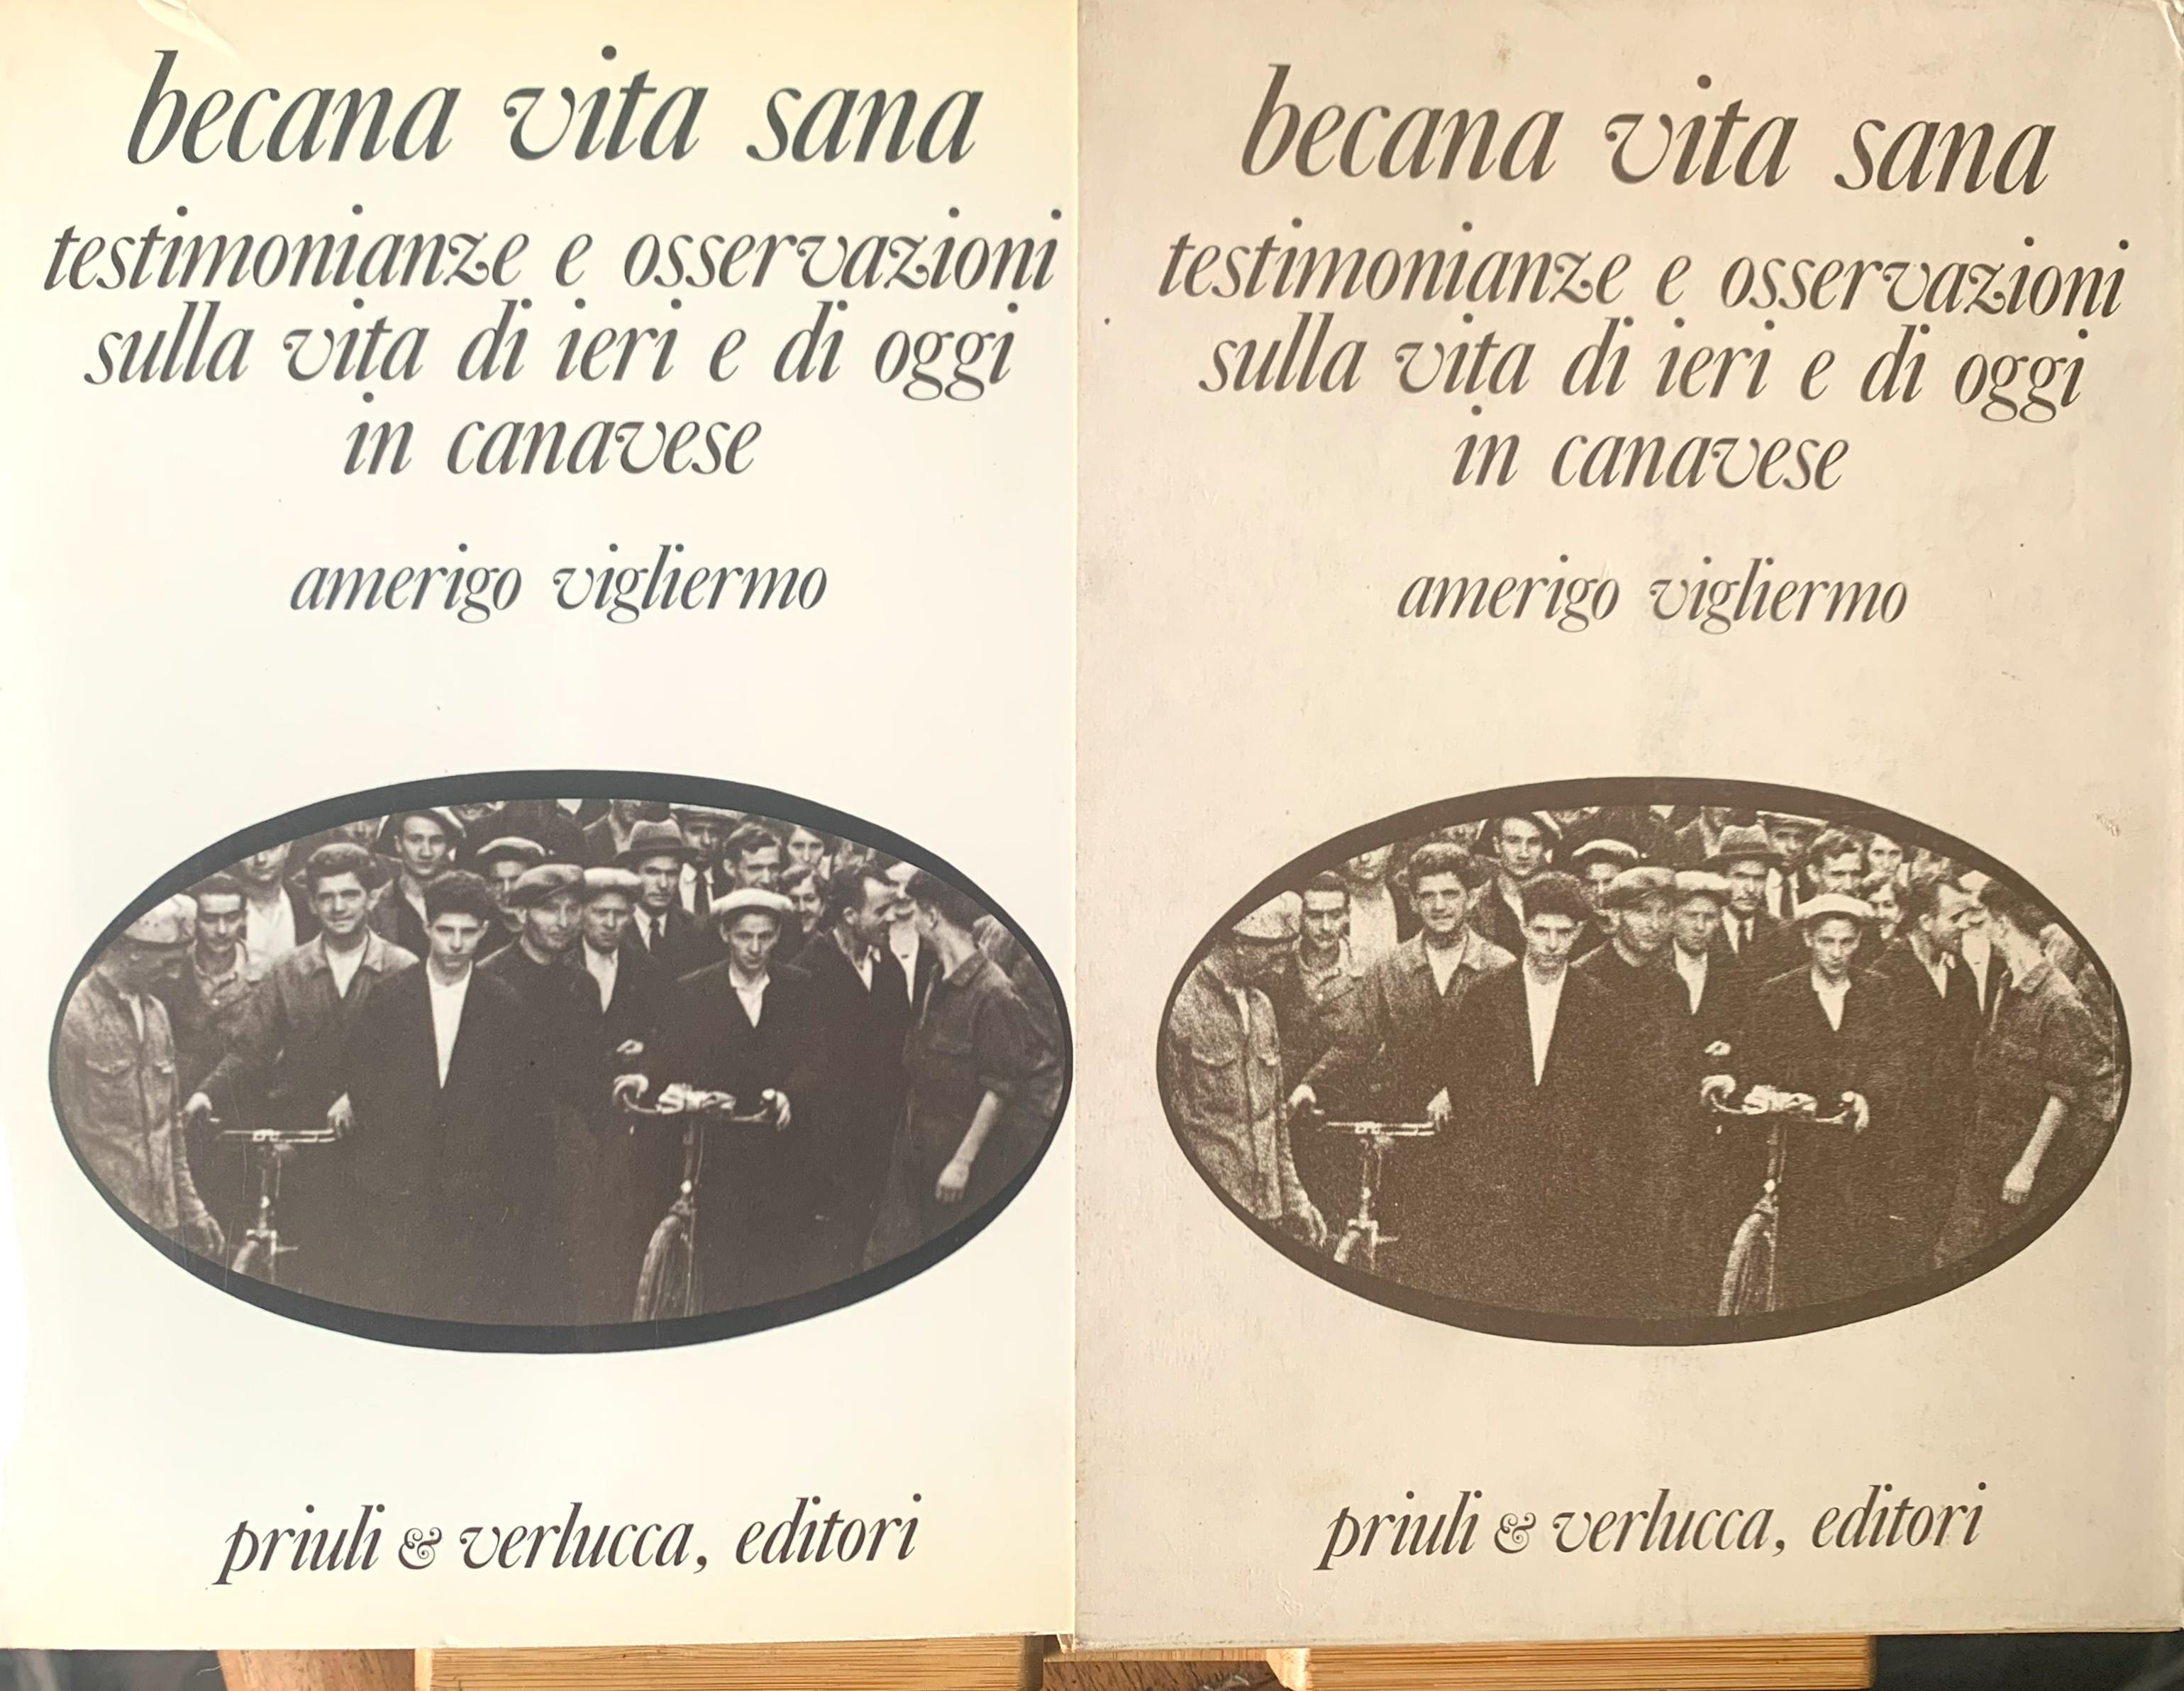 becana vita sana
testimonianze e osservazioni
sulla vita di ieri e di oggi
in canavese
amerigo vigliermo
priuli & verlucca, editori
becana vita sana
testimonianze e osservazioni
sulla vita di ieri e di oggi
in canavese
amerigo vigliermo
priuli & verlucca, editori